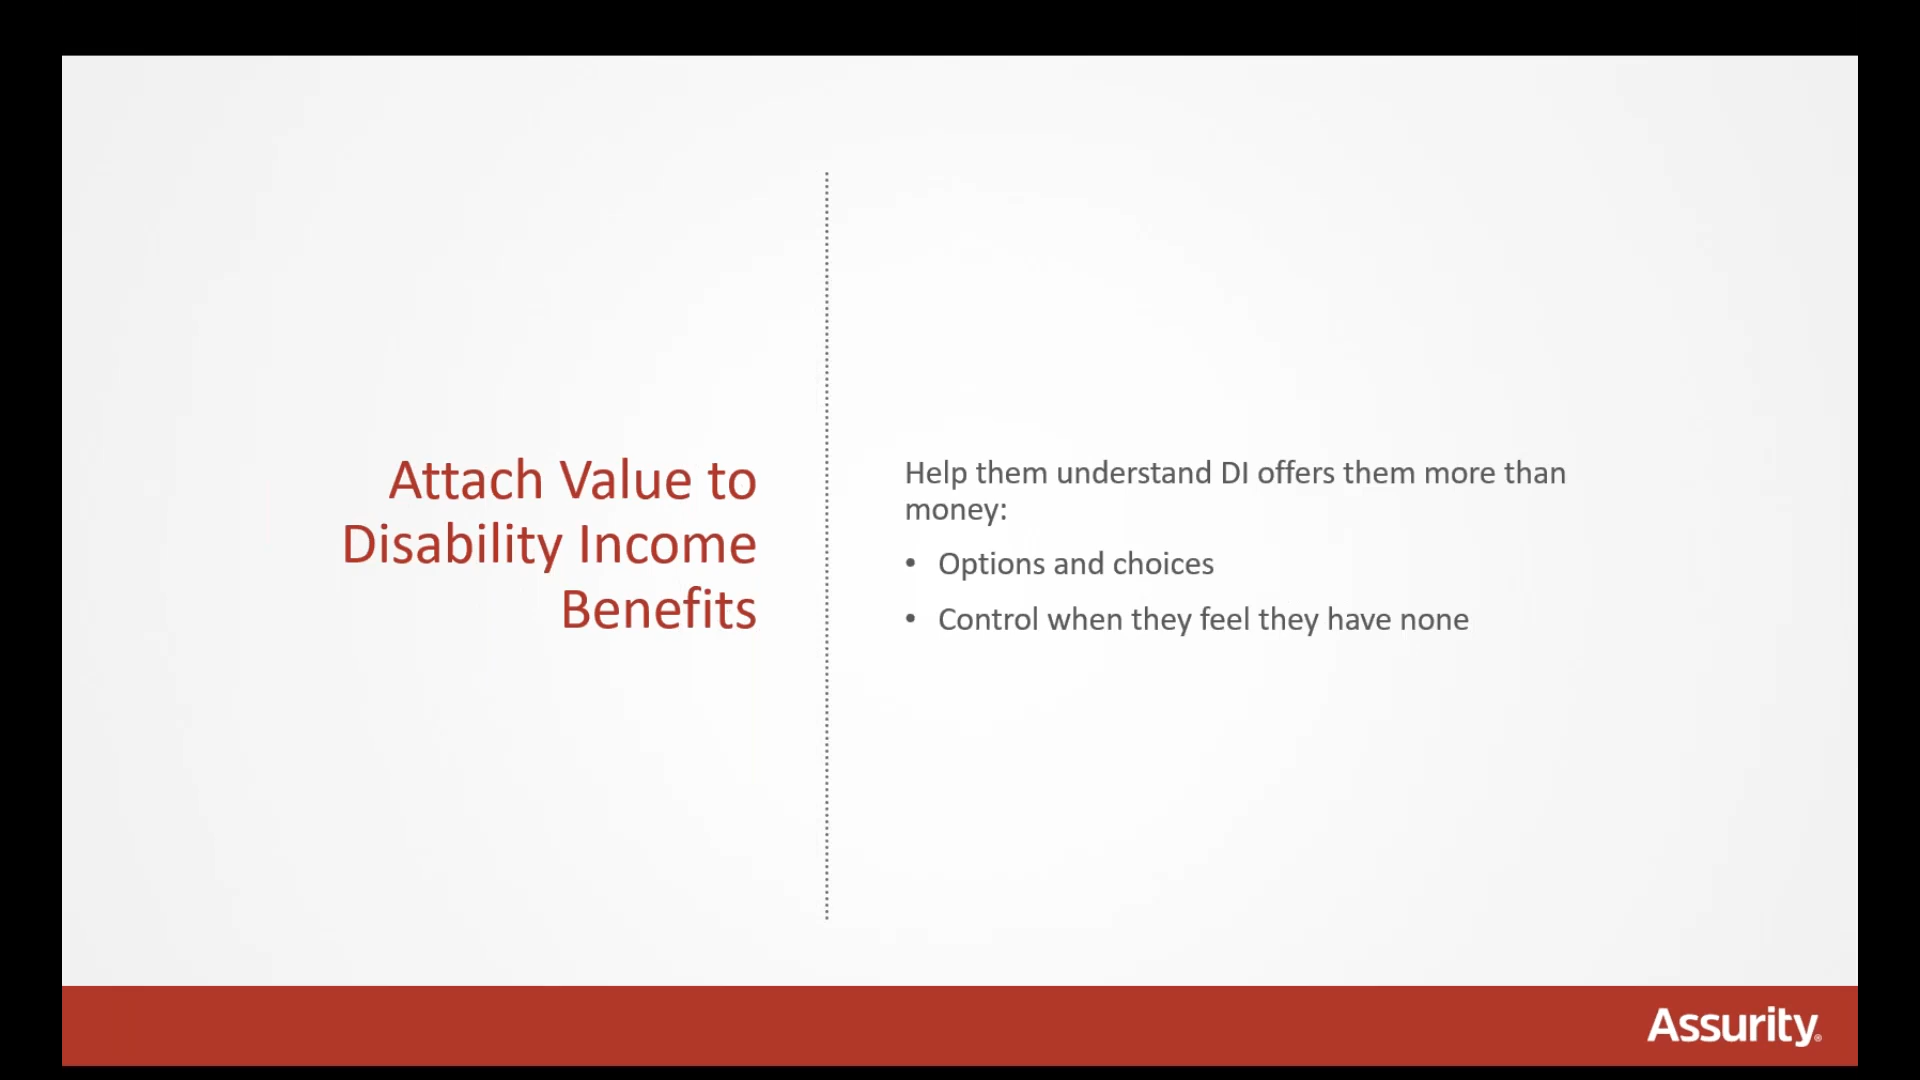 Attach Value to
Disability Income
Benefits
Help them understand DI offers them more than
money:
• Options and choices
• Control when they feel they have none
Assurity®